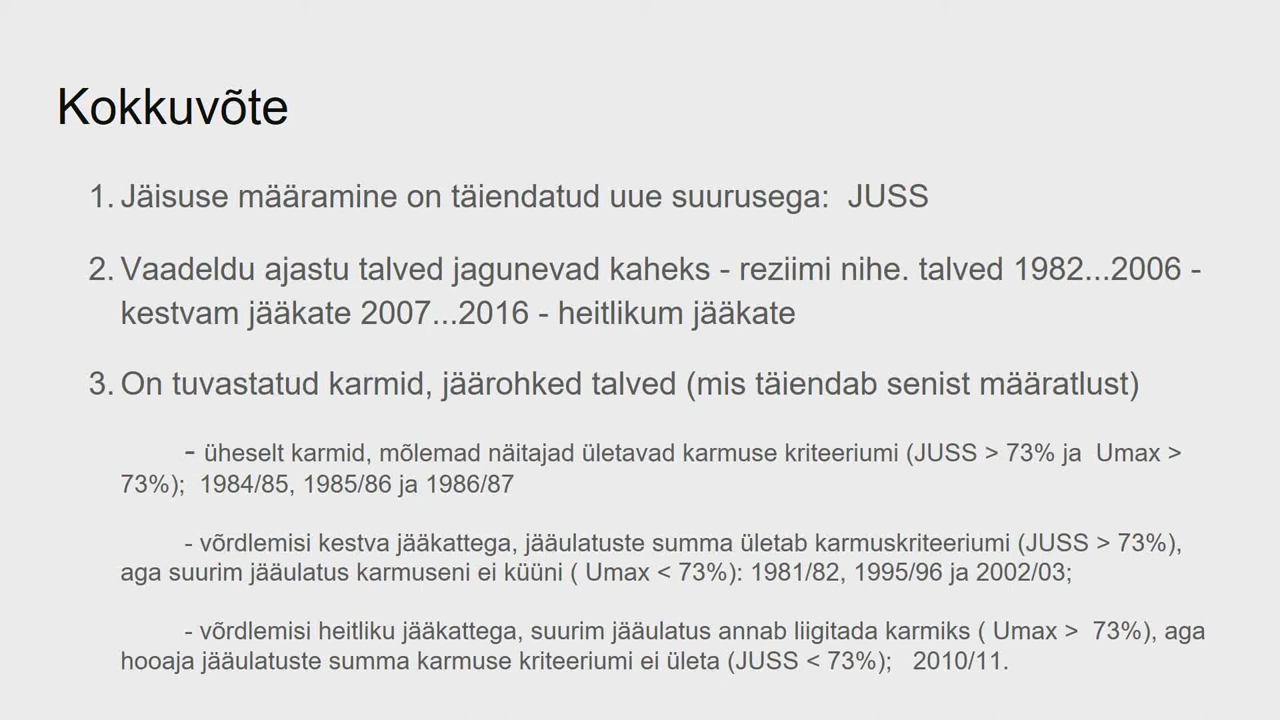 Kokkuvõte
1. Jäisuse määramine on täiendatud uue suurusega:  JUSS
2. Vaadeldu ajastu talved jagunevad kaheks - reziimi nihe. talved 1982...2006 -
kestvam jääkate 2007...2016 - heitlikum jääkate
3. On tuvastatud karmid, jäärohked talved (mis täiendab senist määratlust)
- üheselt karmid, mõlemad näitajad ületavad karmuse kriteeriumi (JUSS > 73% ja  Umax >
73%);  1984/85, 1985/86 ja 1986/87
- võrdlemisi kestva jääkattega, jääulatuste summa ületab karmuskriteeriumi (JUSS > 73%),
aga suurim jääulatus karmuseni ei küüni ( Umax < 73%): 1981/82, 1995/96 ja 2002/03;
- võrdlemisi heitliku jääkattega, suurim jääulatus annab liigitada karmiks ( Umax >  73%), aga
hooaja jääulatuste summa karmuse kriteeriumi ei ületa (JUSS < 73%);   2010/11.